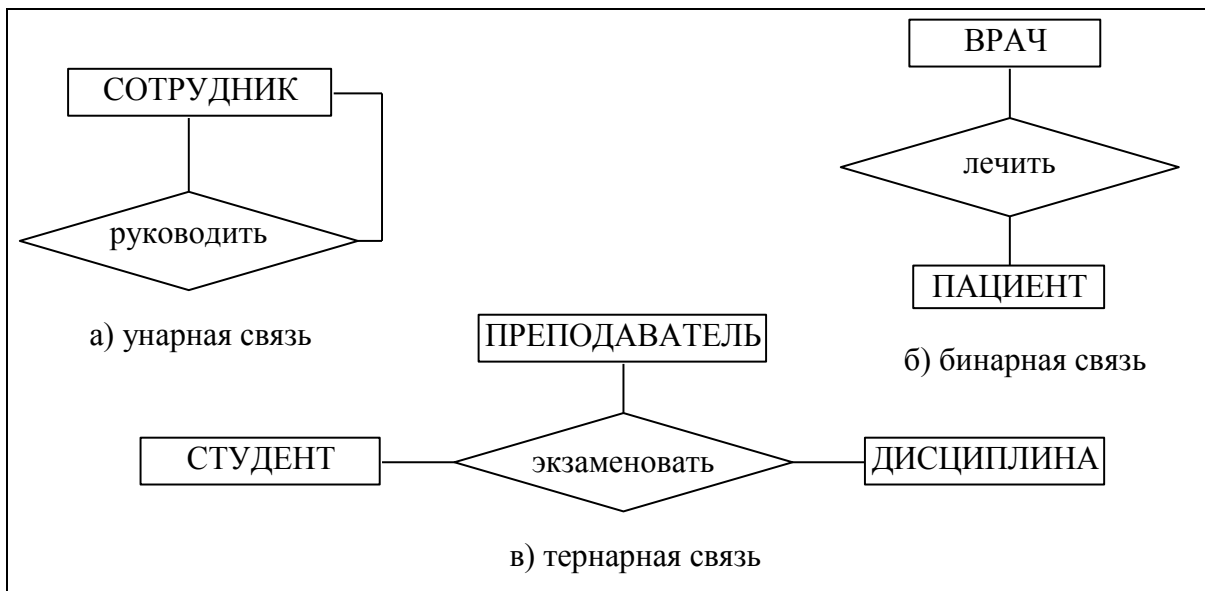 СОТРУДНИК
руководить
а) унарная связь
ВРАЧ
лечить
ПАЦИЕНТ
б) бинарная связь
ПРЕПОДАВАТЕЛЬ
СТУДЕНТ
экзаменовать
ДИСЦИПЛИНА
в) тернарная связь